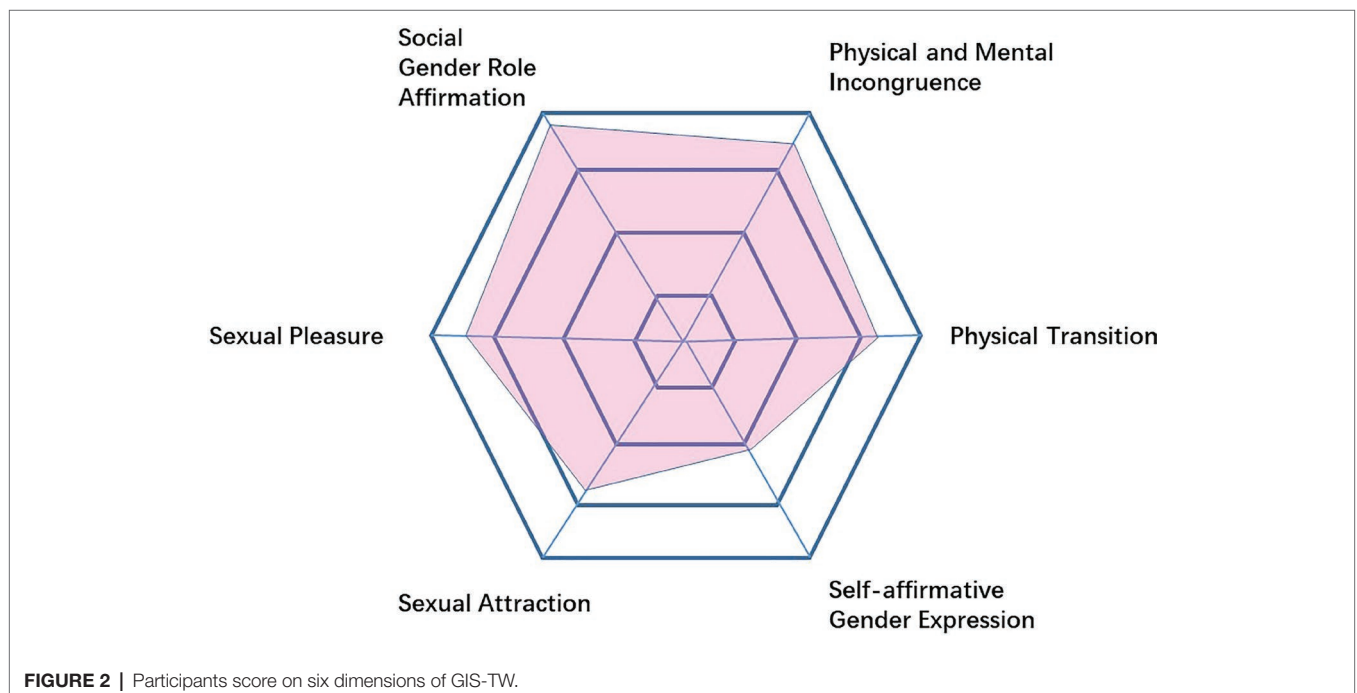 Social
Gender Role
Affirmation
Physical and Mental
Incongruence
Sexual Pleasure
Physical Transition
Sexual Attraction
Self-affirmative
Gender Expression
FIGURE 2 | Participants score on six dimensions of GIS-TW.